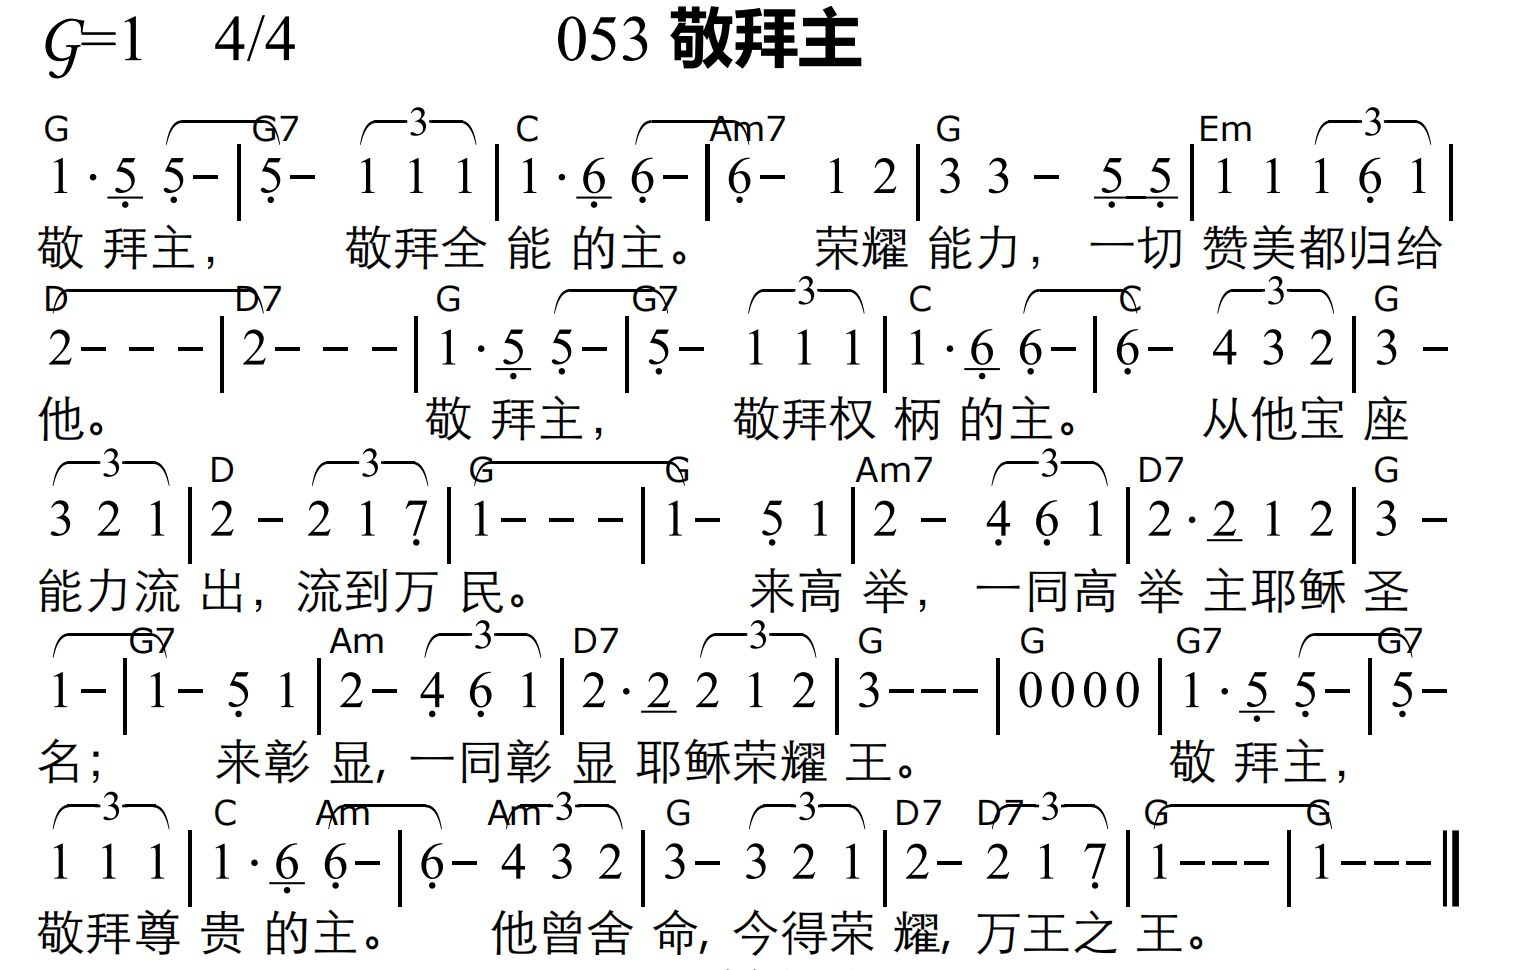 G=1 4/4 053 敬拜主
G G7 3 C Am7 G Em 3
1 · 5 5 – | 5 – 1 1 1 | 1 · 6 6 – | 6 – 1 2 | 3 3 – 5 5 | 1 1 1 6 1 |
敬 拜主, 敬拜全 能 的主。 荣耀 能力, 一切 赞美都归给
D D7 G G7 3 C C 3 G
2 – – – | 2 – – – | 1 · 5 5 – | 5 – 1 1 1 | 1 · 6 6 – | 6 – 4 3 2 | 3 –
他。 敬 拜主, 敬拜权 柄 的主。 从他宝 座
3 D 3 G G Am7 3 D7 G
3 2 1 | 2 – 2 1 7 | 1 – – – | 1 – 5 1 | 2 – 4 6 1 | 2 · 2 1 2 | 3 –
能力流 出, 流到万 民。 来高 举, 一同高 举 主耶稣 圣
G7 Am 3 D7 3 G G G7 G7
1 – | 1 – 5 1 | 2 – 4 6 1 | 2 · 2 2 1 2 | 3 – – – | 0 0 0 0 | 1 · 5 5 – | 5 –
名; 来彰 显, 一同彰 显 耶稣荣耀 王。 敬 拜主,
3 C Am Am 3 G 3 D7 D7 3 G G
1 1 1 | 1 · 6 6 – | 6 – 4 3 2 | 3 – 3 2 1 | 2 – 2 1 7 | 1 – – – | 1 – – – ‖
敬拜尊 贵 的主。 他曾舍 命, 今得荣 耀, 万王之 王。